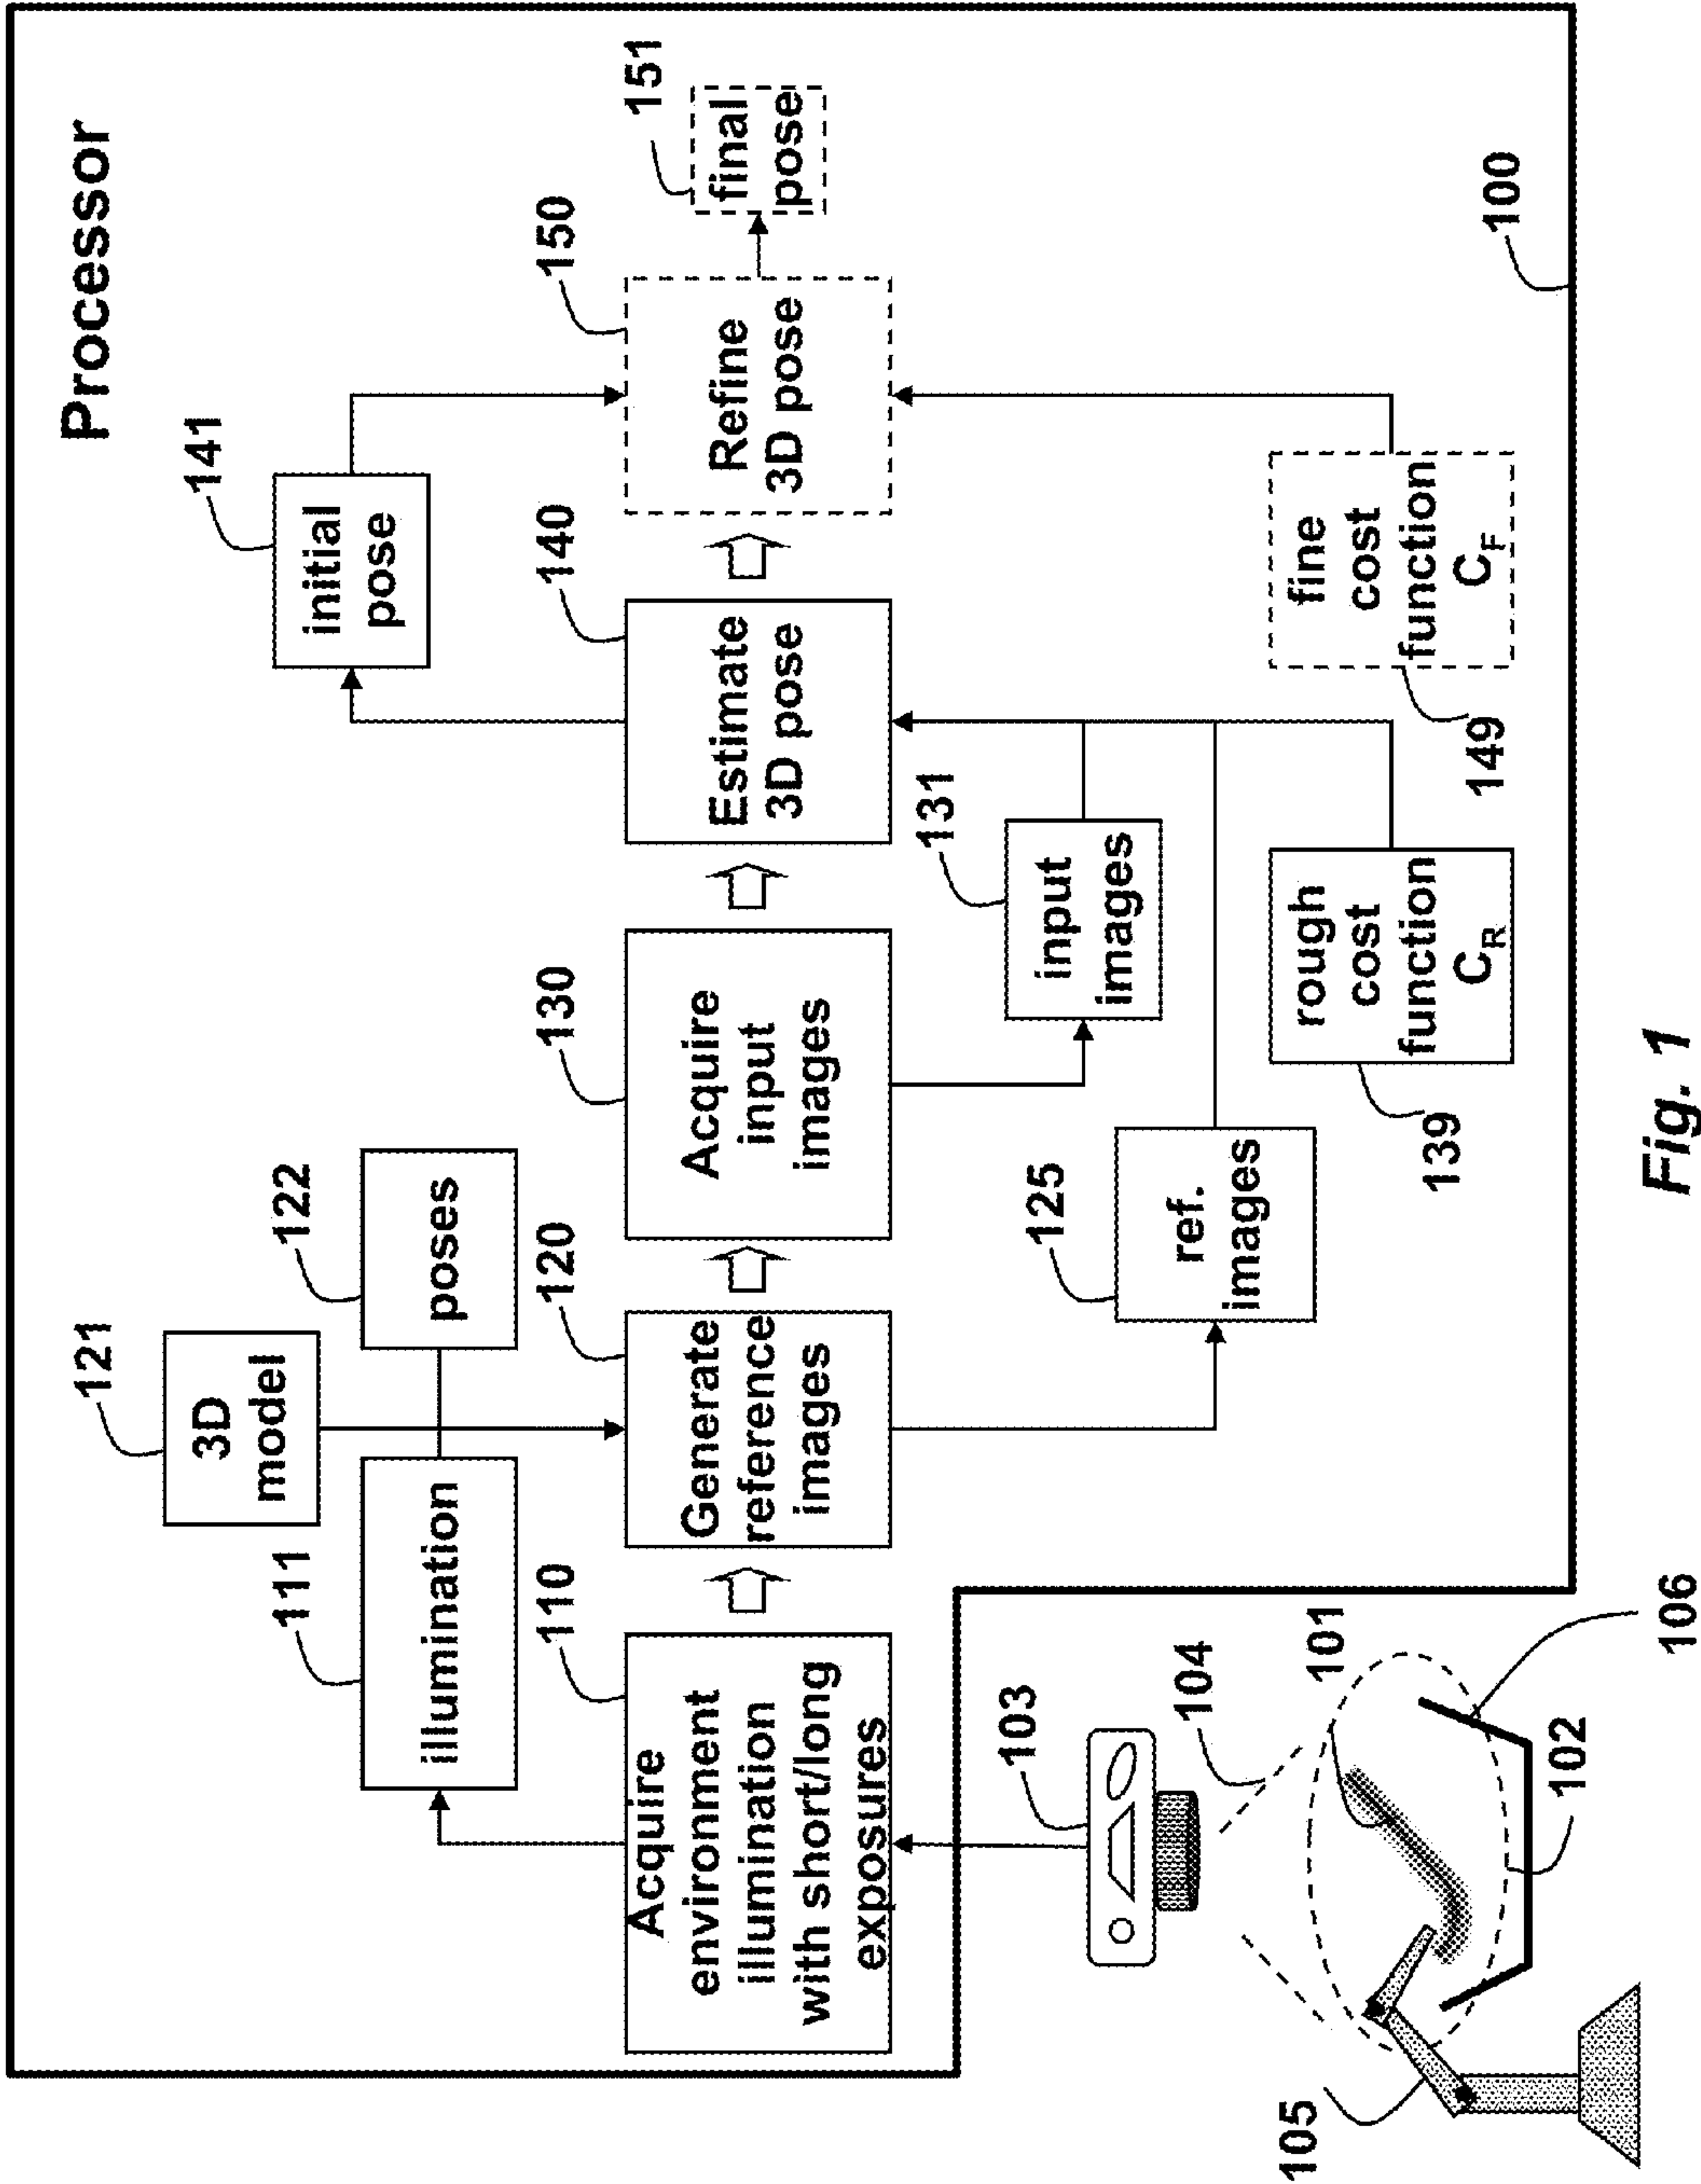 Processor
121
3D
model
111
illumination
122
poses
141
initial
pose
110
Acquire
environment
illumination
with short/long
exposures
120
Generate
reference
images
130
Acquire
input
images
140
Estimate
3D pose
150
Refine
3D pose
151
final
pose
125
ref.
images
131
input
images
139
rough
cost
function
CR
149
fine
cost
function
CF
100
103
104
101
105
102
106
Fig. 1